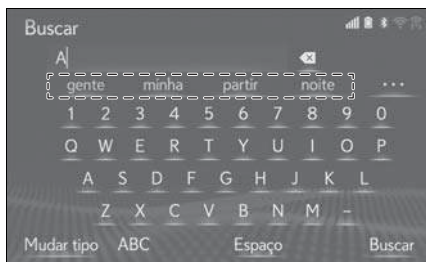 Buscar
A
gente minha partir noite ...
1 2 3 4 5 6 7 8 9 0
Q W E R T Y U I O P
A S D F G H J K L
Z X C V B N M -
Mudar tipo ABC Espaço Buscar